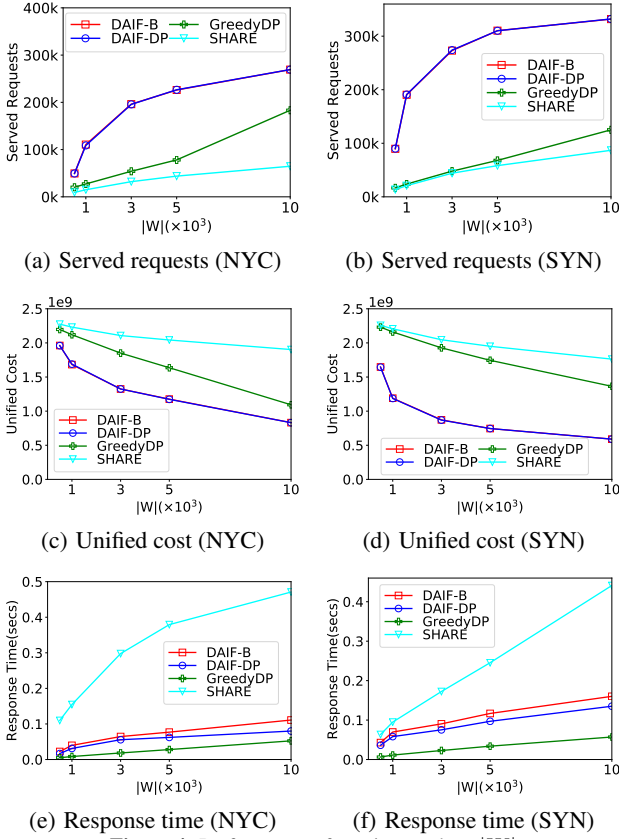 400k
300k
200k
100k
0k
Served Requests
DAIF-B
DAIF-DP
GreedyDP
SHARE
1
3
5
10
|W|(×10³)
(a) Served requests (NYC)
300k
200k
100k
0k
Served Requests
DAIF-B
DAIF-DP
GreedyDP
SHARE
1
3
5
10
|W|(×10³)
(b) Served requests (SYN)
1e9
2.5
2.0
1.5
1.0
0.5
0.0
Unified Cost
DAIF-B
DAIF-DP
GreedyDP
SHARE
1
3
5
10
|W|(×10³)
(c) Unified cost (NYC)
1e9
2.5
2.0
1.5
1.0
0.5
0.0
Unified Cost
DAIF-B
DAIF-DP
GreedyDP
SHARE
1
3
5
10
|W|(×10³)
(d) Unified cost (SYN)
0.5
0.4
0.3
0.2
0.1
0.0
Response Time(secs)
DAIF-B
DAIF-DP
GreedyDP
SHARE
1
3
5
10
|W|(×10³)
(e) Response time (NYC)
0.4
0.3
0.2
0.1
0.0
Response Time(secs)
DAIF-B
DAIF-DP
GreedyDP
SHARE
1
3
5
10
|W|(×10³)
(f) Response time (SYN)